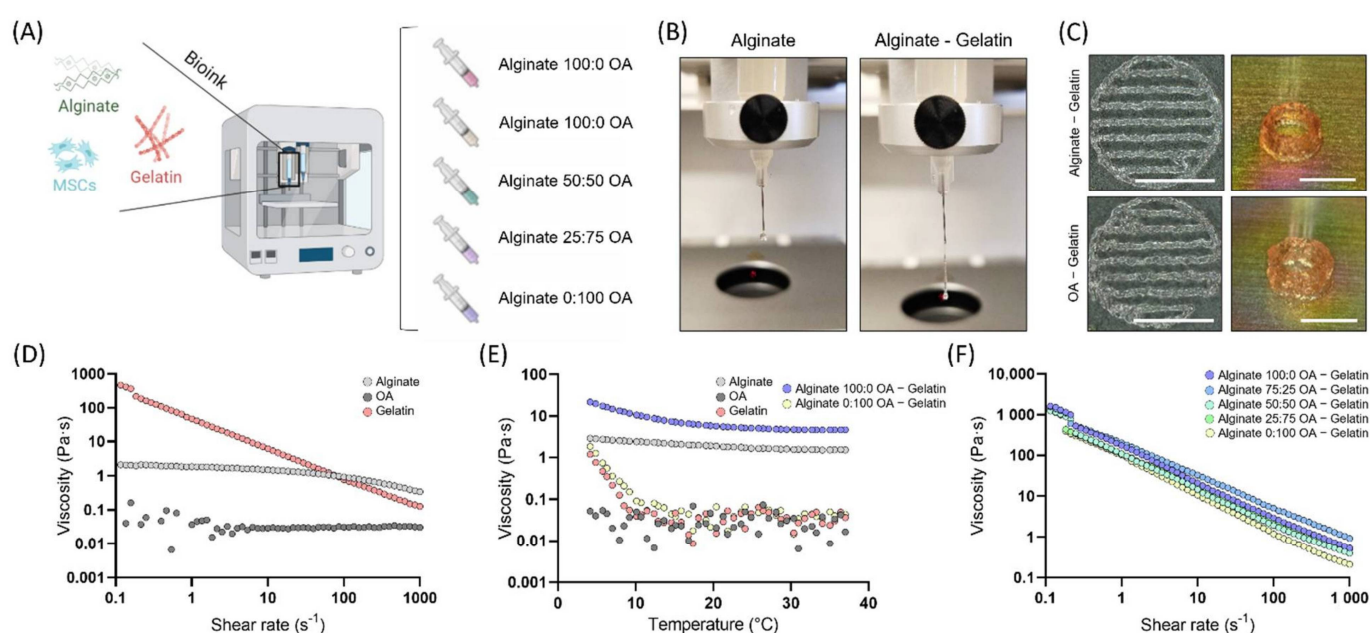 (A)
Bioink
Alginate
MSCs
Gelatin
Alginate 100:0 OA
Alginate 100:0 OA
Alginate 50:50 OA
Alginate 25:75 OA
Alginate 0:100 OA
(B)
Alginate
Alginate - Gelatin
(C)
Alginate – Gelatin
OA – Gelatin
(D)
Viscosity (Pa·s)
1000
100
10
1
0.1
0.01
0.001
0.1
1
10
100
1000
Shear rate (s⁻¹)
Alginate
OA
Gelatin
(E)
Viscosity (Pa·s)
100
10
1
0.1
0.01
0.001
0
10
20
30
40
Temperature (°C)
Alginate
OA
Gelatin
Alginate 100:0 OA – Gelatin
Alginate 0:100 OA – Gelatin
(F)
Viscosity (Pa·s)
10,000
1 000
100
10
1
0.1
0.1
1
10
100
1 000
Shear rate (s⁻¹)
Alginate 100:0 OA – Gelatin
Alginate 75:25 OA – Gelatin
Alginate 50:50 OA – Gelatin
Alginate 25:75 OA – Gelatin
Alginate 0:100 OA – Gelatin